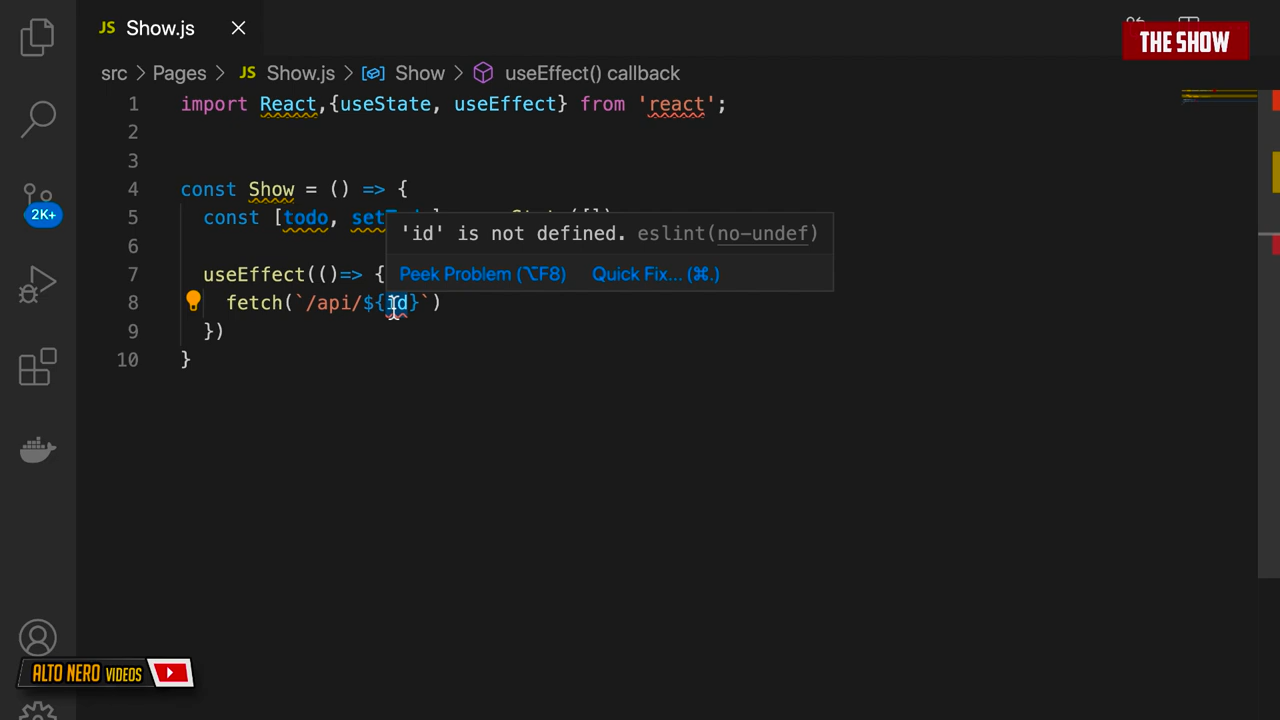 JS Show.js
THE SHOW
src > Pages > JS Show.js > Show > useEffect() callback
1 import React,{useState, useEffect} from 'react';
2
3
4 const Show = () => {
5 const [todo, set
'id' is not defined. eslint(no-undef)
Peek Problem (⌥F8) Quick Fix... (⌘.)
6
7 useEffect(()=> {
8 fetch(`/api/${id}`)
9 })
10 }
2K+
ALTO NERO VIDEOS